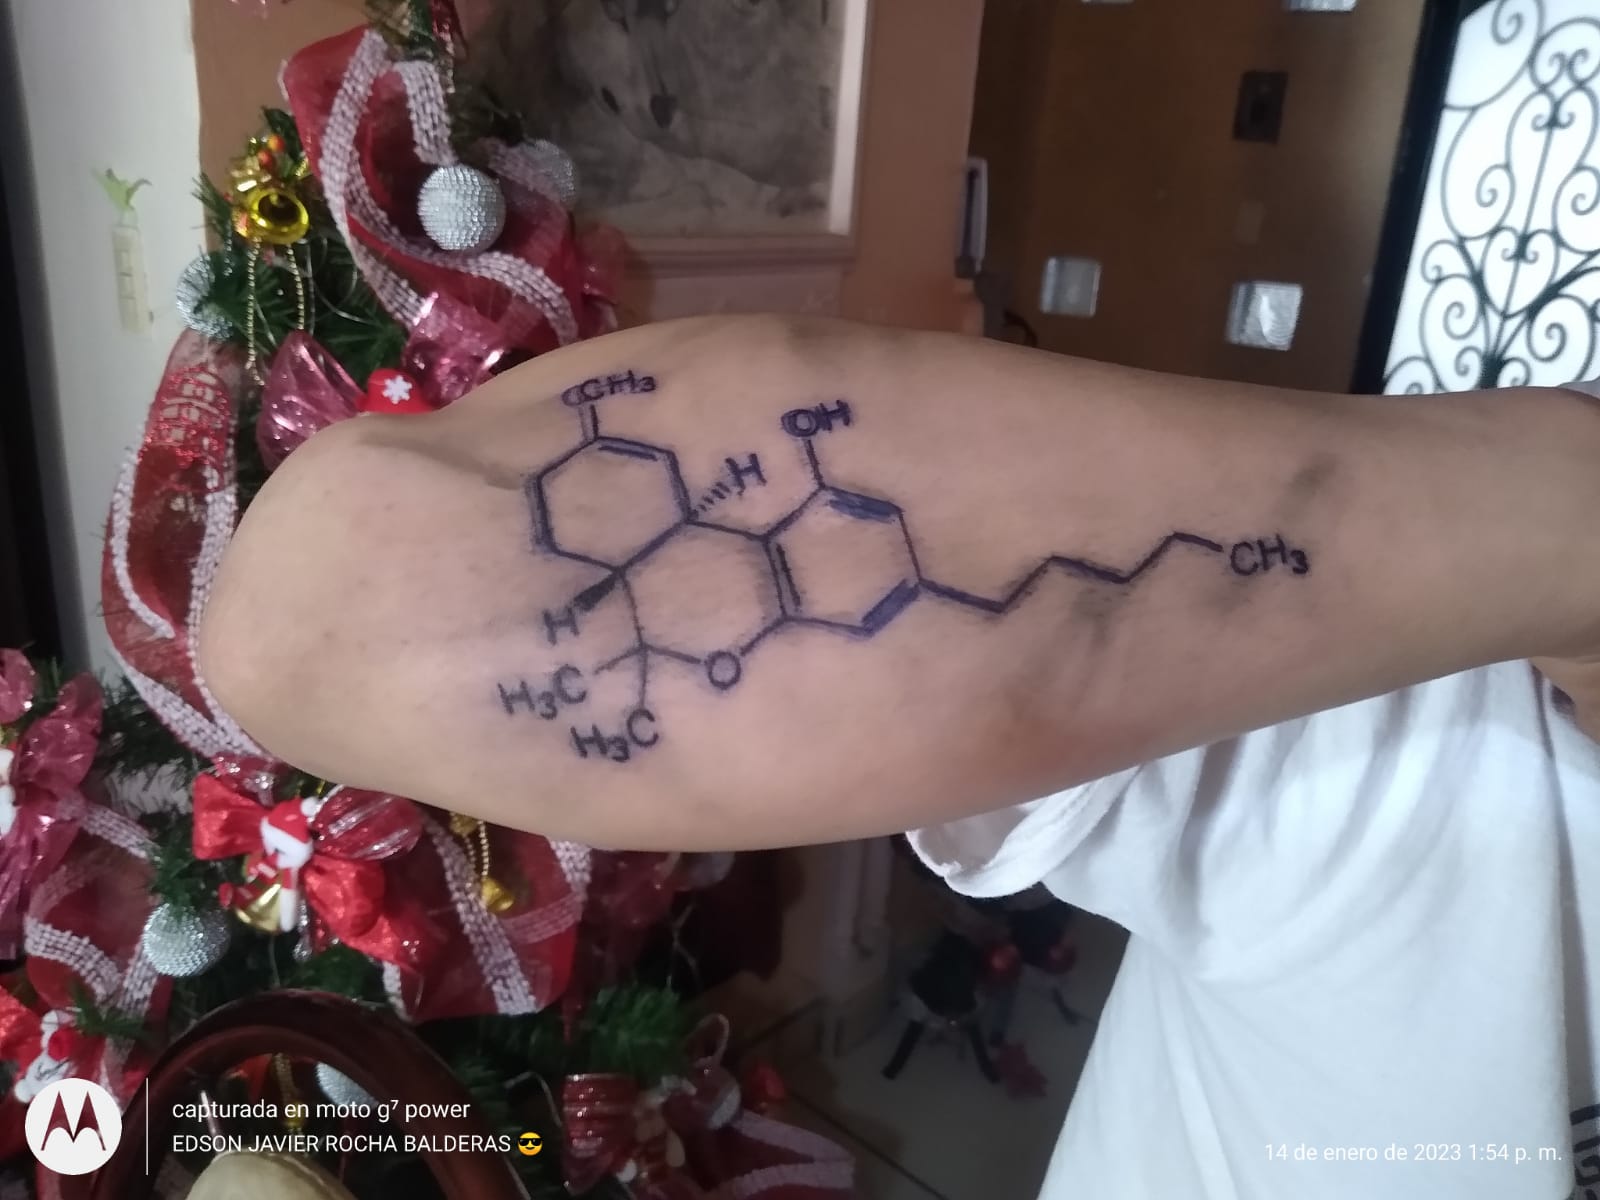 CH₃
OH
H
CH₃
H
H₃C
O
H₃C
capturada en moto g⁷ power
EDSON JAVIER ROCHA BALDERAS 😎
14 de enero de 2023 1:54 p. m.